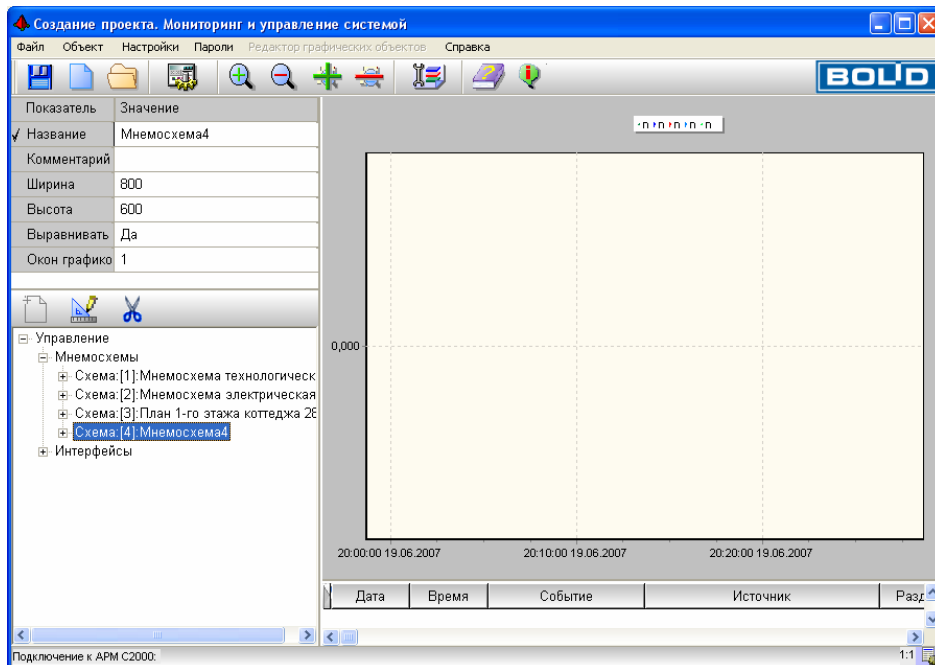 Создание проекта. Мониторинг и управление системой
Файл Объект Настройки Пароли Редактор графических объектов Справка
BOLID
Показатель Значение
Название Мнемосхема4
Комментарий
Ширина 800
Высота 600
Выравнивать Да
Окон графико 1
Управление
Мнемосхемы
Схема:[1]:Мнемосхема технологическ
Схема:[2]:Мнемосхема электрическая
Схема:[3]:План 1-го этажа коттеджа 28
Схема:[4]:Мнемосхема4
Интерфейсы
0,000
20:00:00 19.06.2007 20:10:00 19.06.2007 20:20:00 19.06.2007
Дата Время Событие Источник Разд
Подключение к АРМ С2000: 1:1